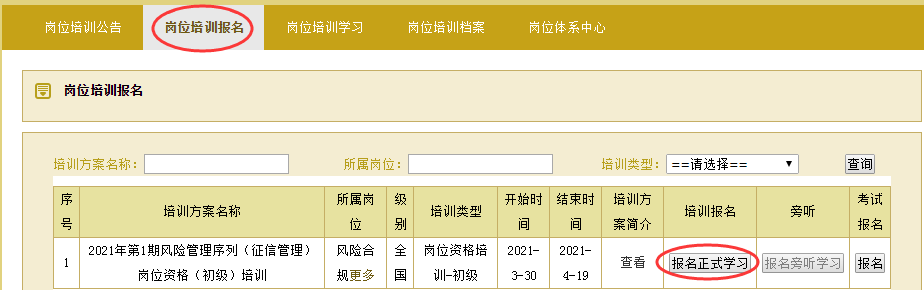 岗位培训公告 岗位培训报名 岗位培训学习 岗位培训档案 岗位体系中心
岗位培训报名
培训方案名称： 所属岗位： 培训类型： ==请选择== 查询
序号 培训方案名称 所属岗位 级别 培训类型 开始时间 结束时间 培训方案简介 培训报名 旁听 考试报名
1 2021年第1期风险管理序列（征信管理）岗位资格（初级）培训 风险合规更多 全国 岗位资格培训-初级 2021-3-30 2021-4-19 查看 报名正式学习 报名旁听学习 报名